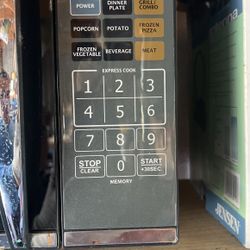 POWER
DINNER PLATE
GRILL/ COMBO
POPCORN
POTATO
FROZEN PIZZA
FROZEN VEGETABLE
BEVERAGE
MEAT
EXPRESS COOK
1 2 3
4 5 6
7 8 9
STOP CLEAR
0
START +30SEC
MEMORY
JENSEN